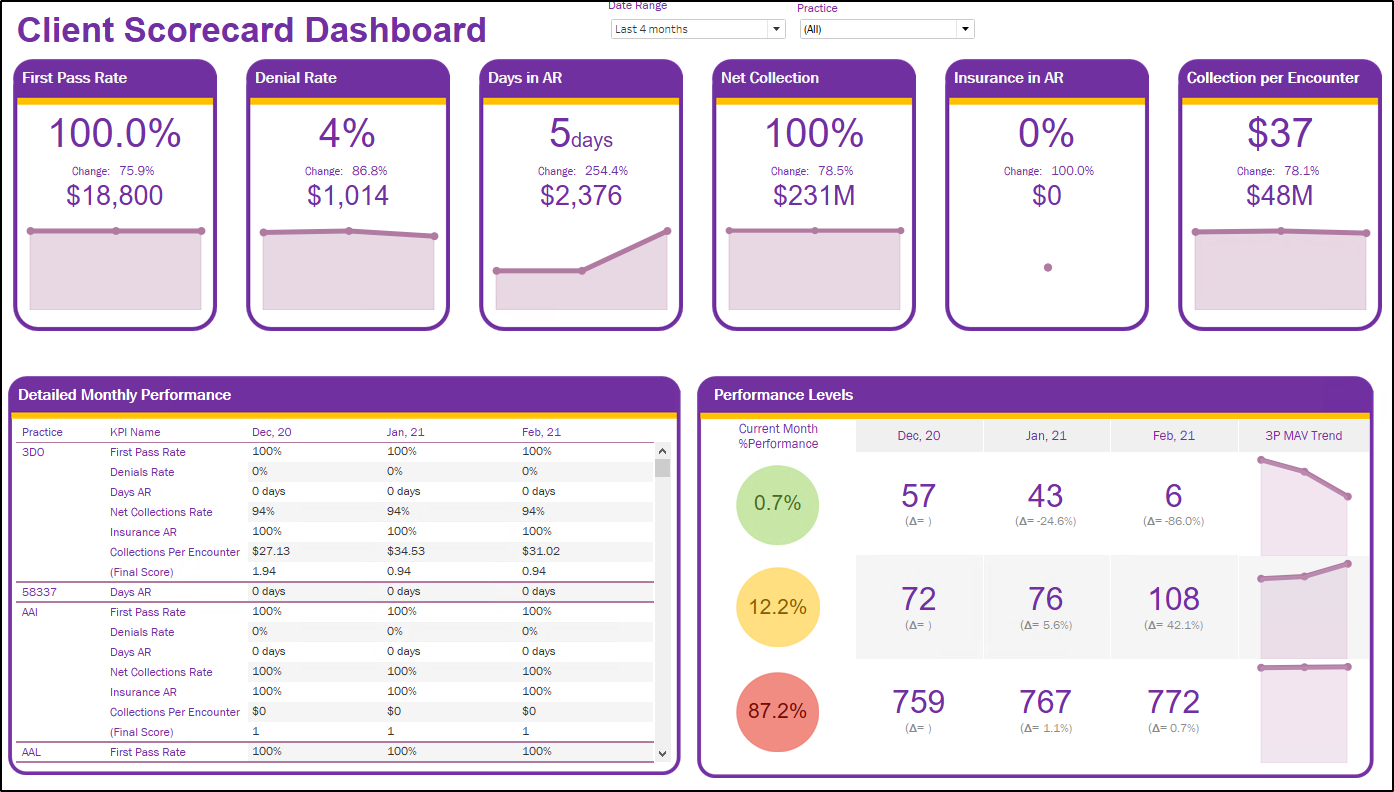 Date Range
Practice
Client Scorecard Dashboard
Last 4 months
(All)
First Pass Rate
100.0%
Change: 75.9%
$18,800
Denial Rate
4%
Change: 86.8%
$1,014
Days in AR
5days
Change: 254.4%
$2,376
Net Collection
100%
Change: 78.5%
$231M
Insurance in AR
0%
Change: 100.0%
$0
Collection per Encounter
$37
Change: 78.1%
$48M
Detailed Monthly Performance
Practice KPI Name Dec, 20 Jan, 21 Feb, 21
3DO First Pass Rate 100% 100% 100%
Denials Rate 0% 0% 0%
Days AR 0 days 0 days 0 days
Net Collections Rate 94% 94% 94%
Insurance AR 100% 100% 100%
Collections Per Encounter $27.13 $34.53 $31.02
(Final Score) 1.94 0.94 0.94
58337 Days AR 0 days 0 days 0 days
AAI First Pass Rate 100% 100% 100%
Denials Rate 0% 0% 0%
Days AR 0 days 0 days 0 days
Net Collections Rate 100% 100% 100%
Insurance AR 100% 100% 100%
Collections Per Encounter $0 $0 $0
(Final Score) 1 1 1
AAL First Pass Rate 100% 100% 100%
Performance Levels
Current Month
%Performance
Dec, 20 Jan, 21 Feb, 21 3P MAV Trend
0.7% 57 43 6
(Δ= ) (Δ= -24.6%) (Δ= -86.0%)
12.2% 72 76 108
(Δ= ) (Δ= 5.6%) (Δ= 42.1%)
87.2% 759 767 772
(Δ= ) (Δ= 1.1%) (Δ= 0.7%)